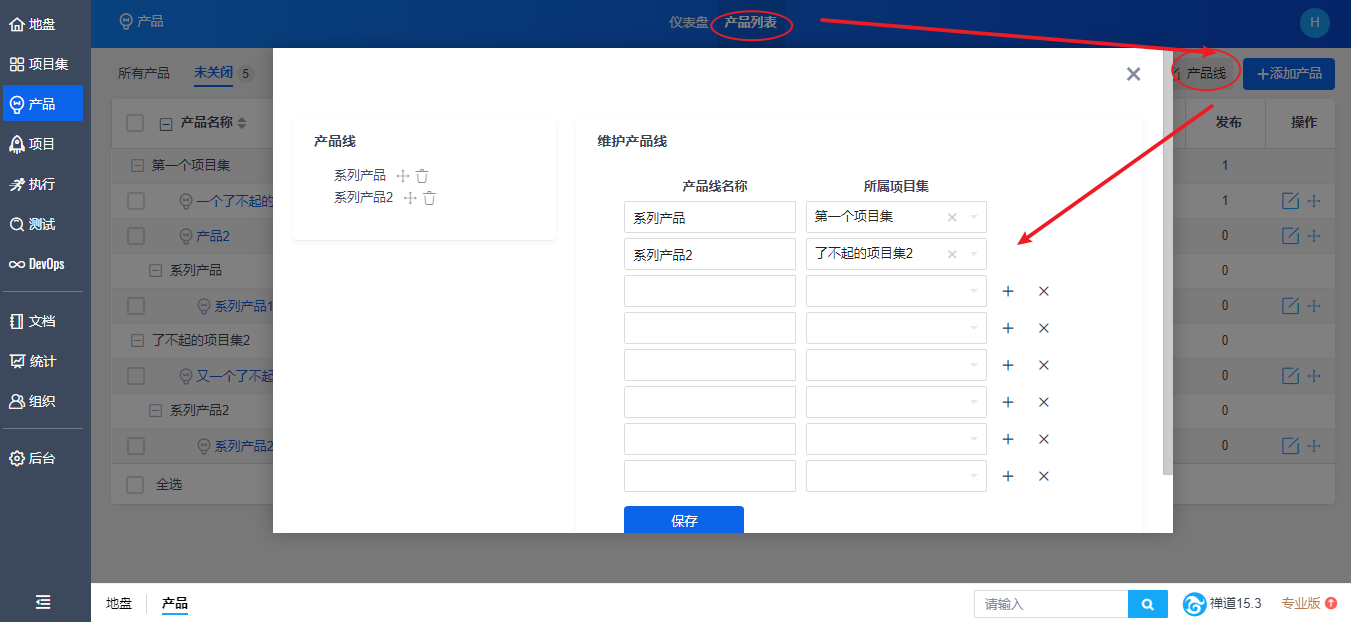 地盘
项目集
产品
项目
执行
测试
DevOps
文档
统计
组织
后台
产品
仪表盘 产品列表
H
所有产品 未关闭 5
产品线
添加产品
产品名称
发布 操作
第一个项目集 1
一个了不起的 1
产品2 0
系列产品 0
系列产品1 0
了不起的项目集2 0
又一个了不起 0
系列产品2 0
系列产品2 0
全选
产品线
系列产品
系列产品2
维护产品线
产品线名称 所属项目集
系列产品 第一个项目集
系列产品2 了不起的项目集2
保存
地盘 产品
请输入
禅道15.3 专业版